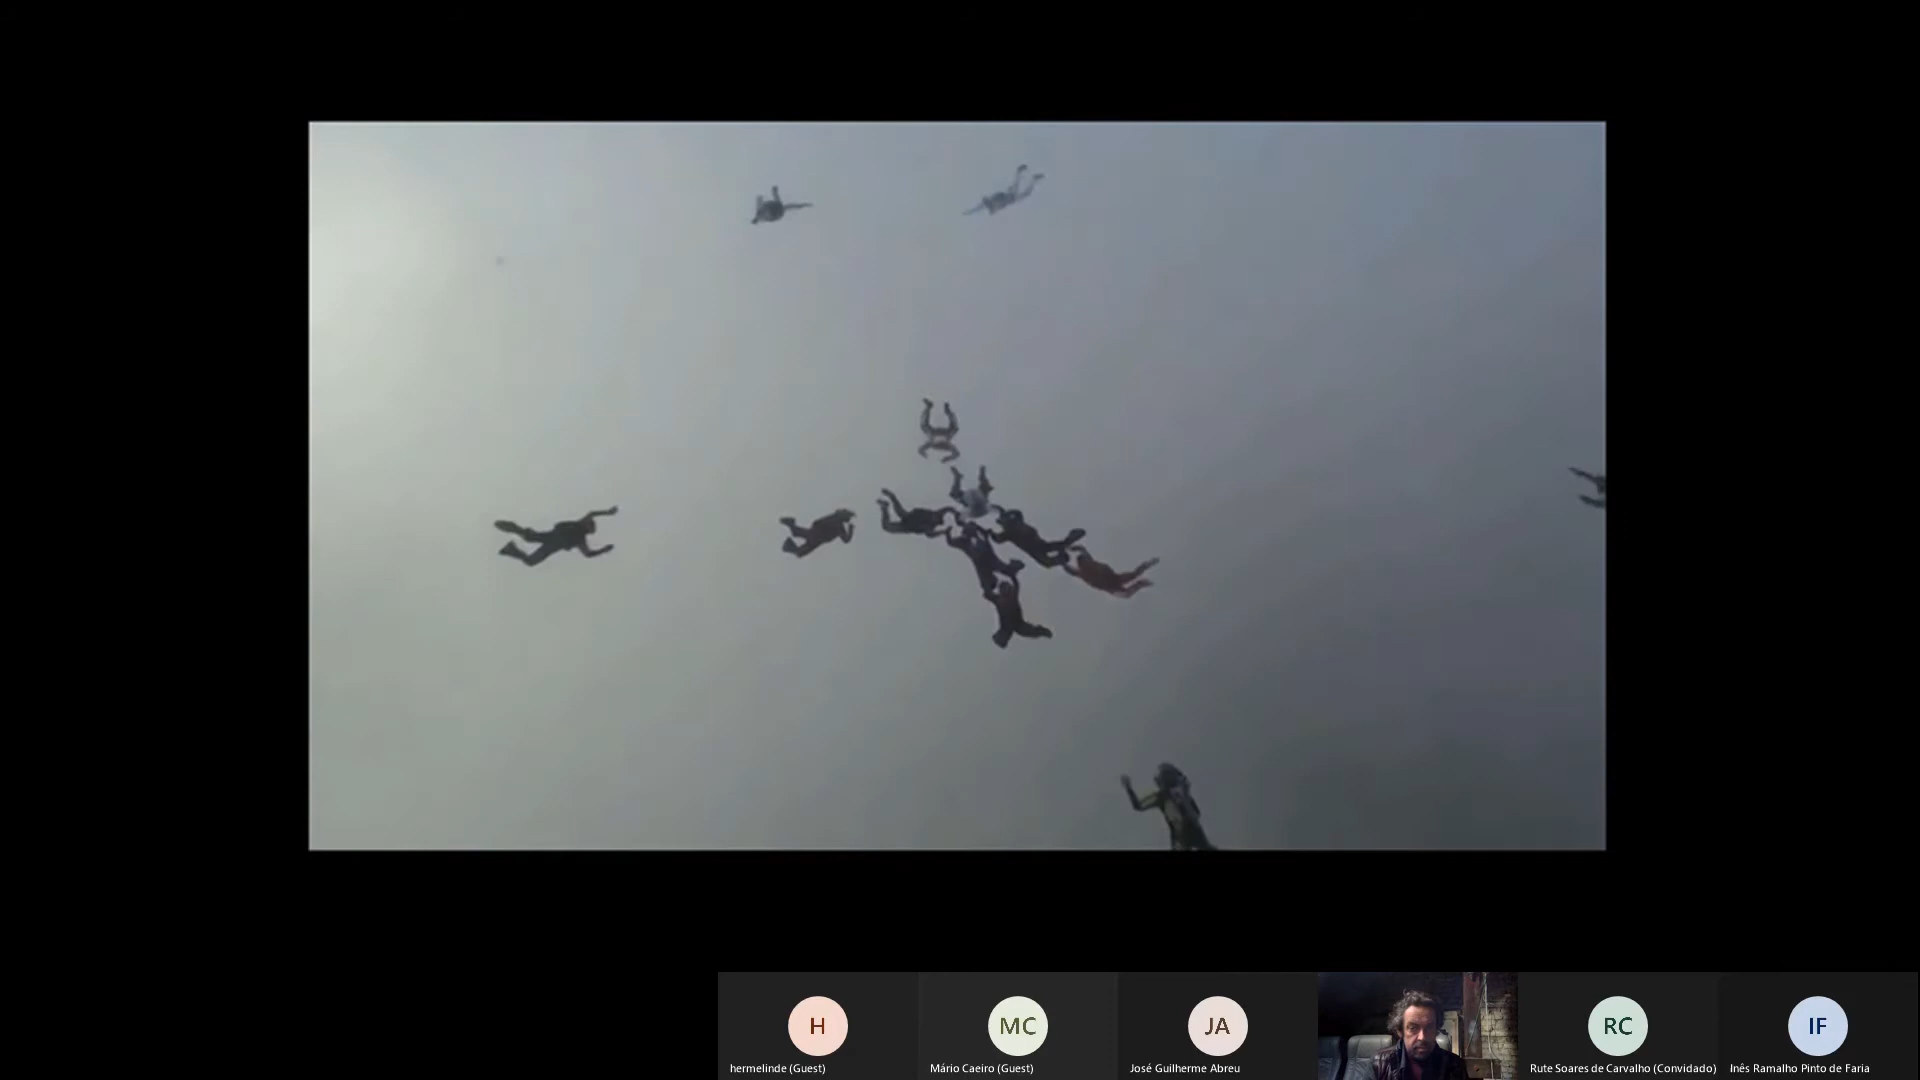 H
hermelinde (Guest)
MC
Mário Caeiro (Guest)
JA
José Guilherme Abreu
RC
Rute Soares de Carvalho (Convidado)
IF
Inês Ramalho Pinto de Faria